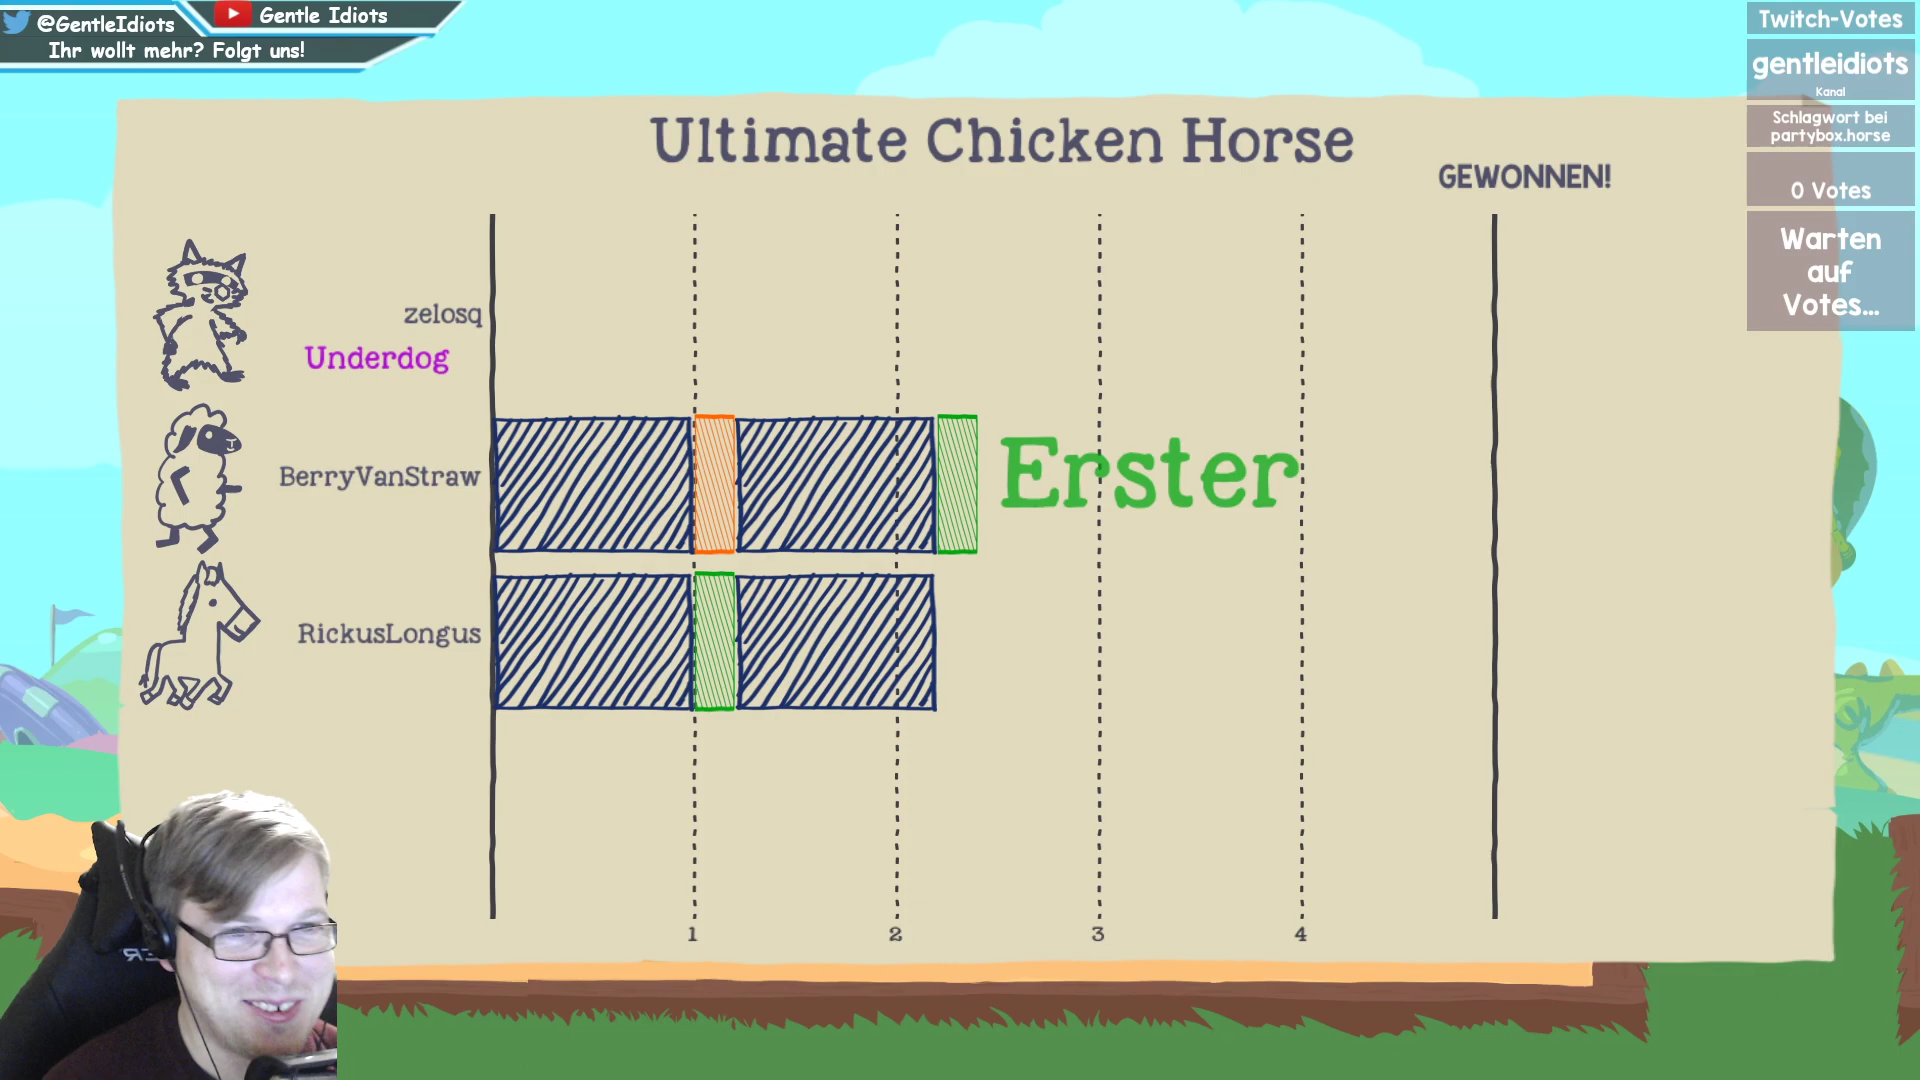 @GentleIdiots
Gentle Idiots
Ihr wollt mehr? Folgt uns!
Twitch-Votes
gentleidiots
Kanal
Schlagwort bei
partybox.horse
0 Votes
Warten
auf
Votes...
Ultimate Chicken Horse
GEWONNEN!
zelosq
Underdog
BerryVanStraw
Erster
RickusLongus
1
2
3
4